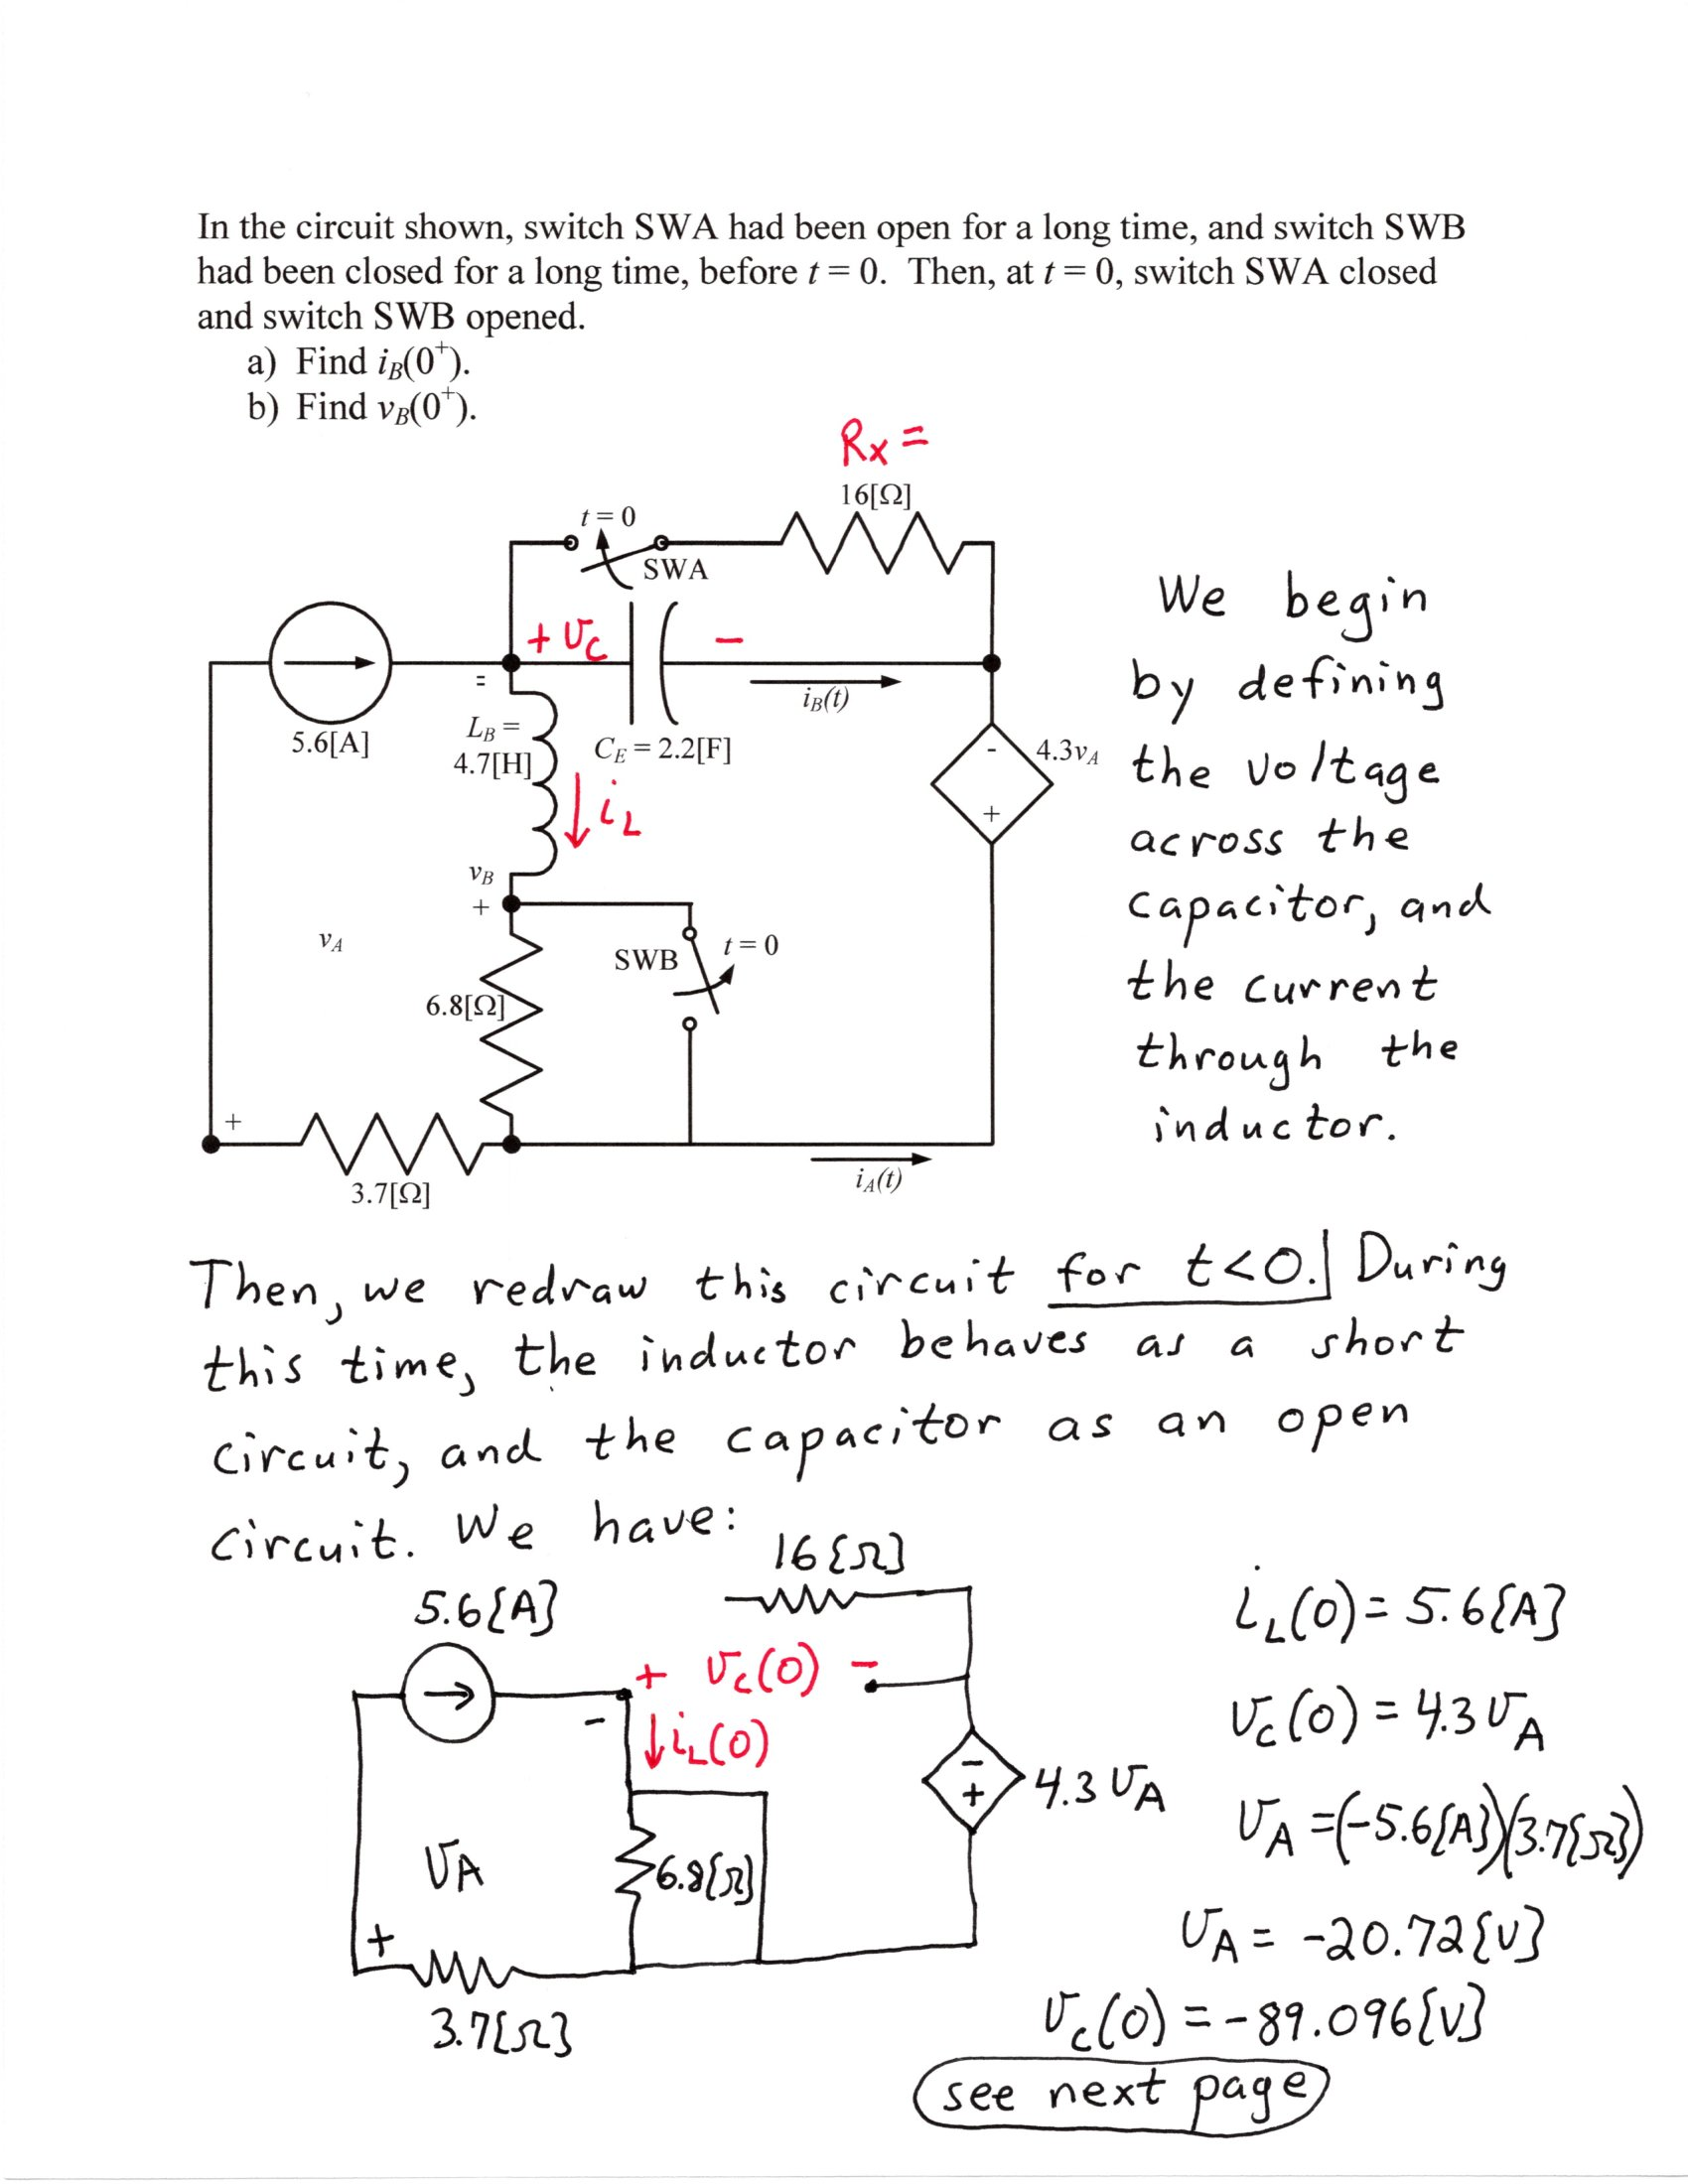 In the circuit shown, switch SWA had been open for a long time, and switch SWB
had been closed for a long time, before t = 0. Then, at t = 0, switch SWA closed
and switch SWB opened.
a) Find iB(0+).
b) Find vB(0+).
Rx =
16[Ω]
t = 0
SWA
+ vC -
iB(t)
5.6[A]
LB =
4.7[H]
CE = 2.2[F]
iL
-
+
4.3vA
vB
+
vA
SWB
t = 0
6.8[Ω]
+
3.7[Ω]
iA(t)
We begin
by defining
the voltage
across the
capacitor, and
the current
through the
inductor.
Then, we redraw this circuit for t<0. During
this time, the inductor behaves as a short
circuit, and the capacitor as an open
circuit. We have:
16[Ω]
5.6[A]
+ vC(0) -
-
iL(0)
-
+
4.3 vA
vA
6.8[Ω]
+
3.7[Ω]
iL(0) = 5.6[A]
vC(0) = 4.3 vA
vA = (-5.6[A])(3.7[Ω])
vA = -20.72[V]
vC(0) = -89.096[V]
see next page